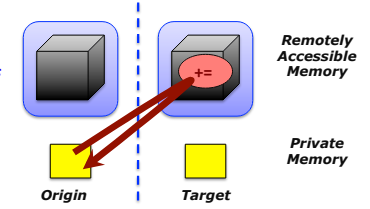 Remotely
Accessible
Memory
+=
Private
Memory
Origin
Target